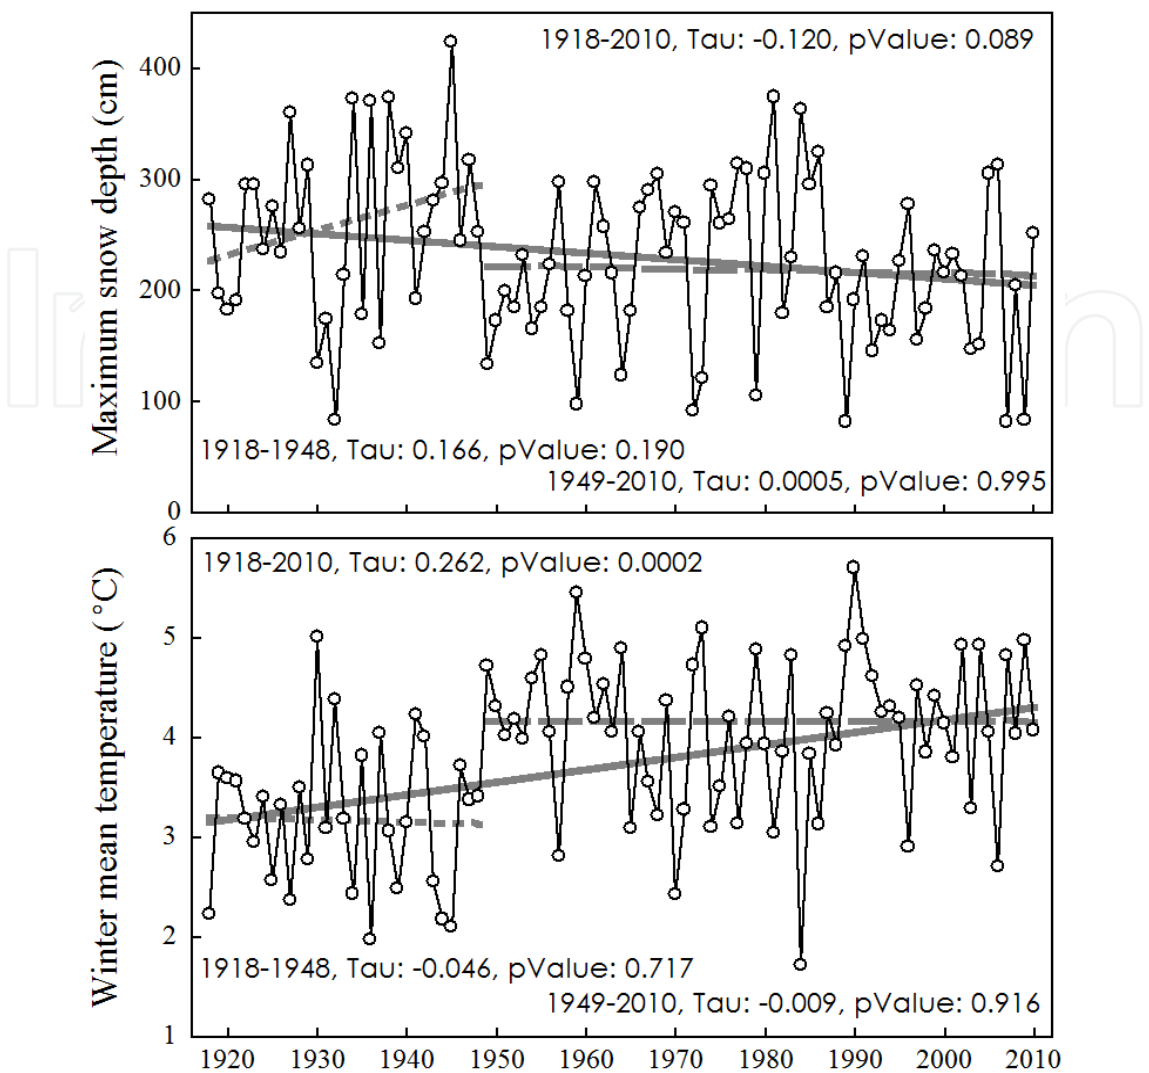 1918-2010, Tau: -0.120, pValue: 0.089
Maximum snow depth (cm)
400
300
200
100
0
1918-1948, Tau: 0.166, pValue: 0.190
1949-2010, Tau: 0.0005, pValue: 0.995
1918-2010, Tau: 0.262, pValue: 0.0002
Winter mean temperature (°C)
6
5
4
3
2
1
1918-1948, Tau: -0.046, pValue: 0.717
1949-2010, Tau: -0.009, pValue: 0.916
1920 1930 1940 1950 1960 1970 1980 1990 2000 2010